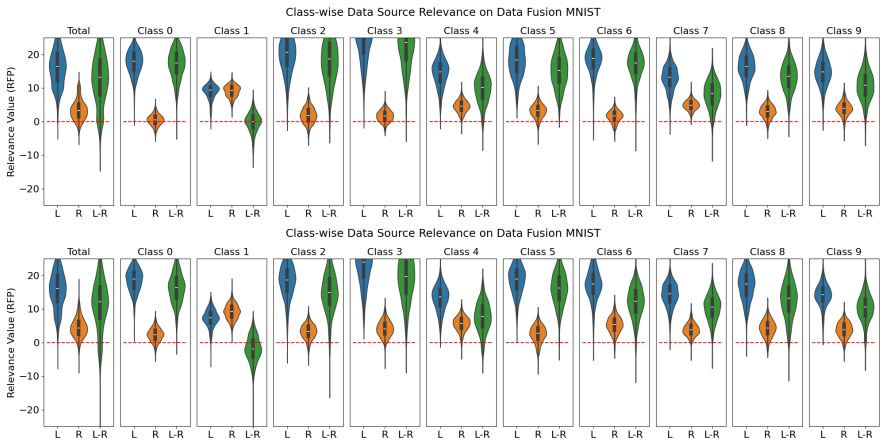 Class-wise Data Source Relevance on Data Fusion MNIST
Total Class 0 Class 1 Class 2 Class 3 Class 4 Class 5 Class 6 Class 7 Class 8 Class 9
Relevance Value (RFP)
20
10
0
−10
−20
L R L-R L R L-R L R L-R L R L-R L R L-R L R L-R L R L-R L R L-R L R L-R L R L-R L R L-R
Class-wise Data Source Relevance on Data Fusion MNIST
Total Class 0 Class 1 Class 2 Class 3 Class 4 Class 5 Class 6 Class 7 Class 8 Class 9
Relevance Value (RFP)
20
10
0
−10
−20
L R L-R L R L-R L R L-R L R L-R L R L-R L R L-R L R L-R L R L-R L R L-R L R L-R L R L-R